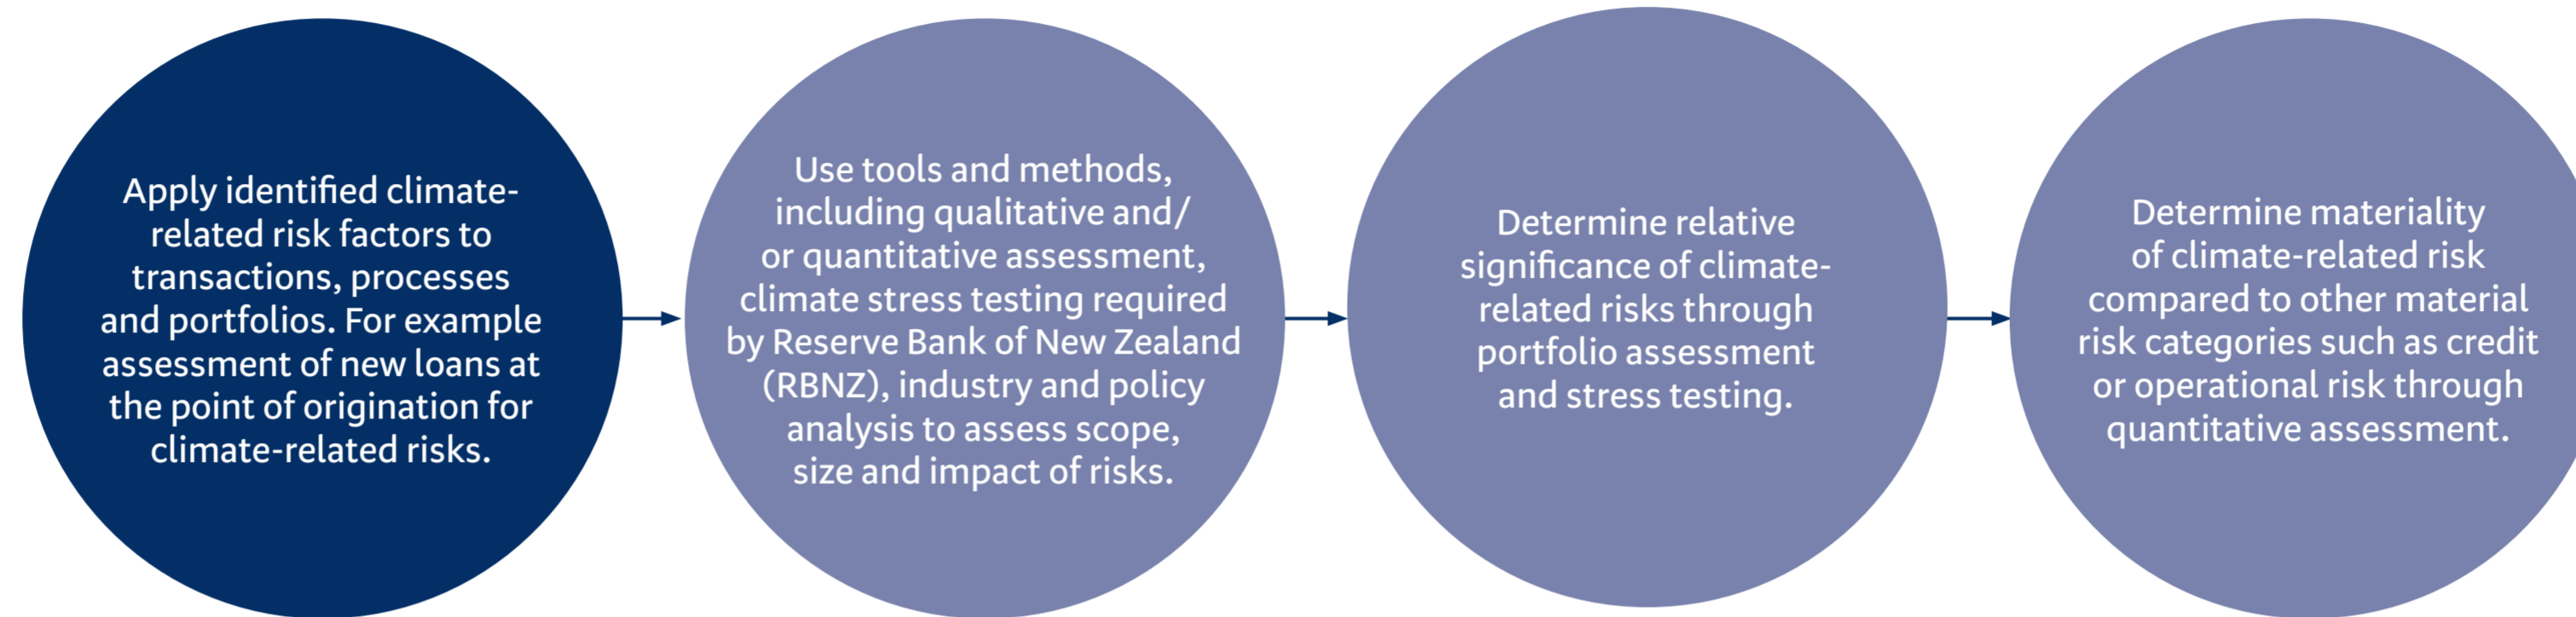 Apply identified climate-
related risk factors to
transactions, processes
and portfolios. For example
assessment of new loans at
the point of origination for
climate-related risks.
Use tools and methods,
including qualitative and/
or quantitative assessment,
climate stress testing required
by Reserve Bank of New Zealand
(RBNZ), industry and policy
analysis to assess scope,
size and impact of risks.
Determine relative
significance of climate-
related risks through
portfolio assessment
and stress testing.
Determine materiality
of climate-related risk
compared to other material
risk categories such as credit
or operational risk through
quantitative assessment.